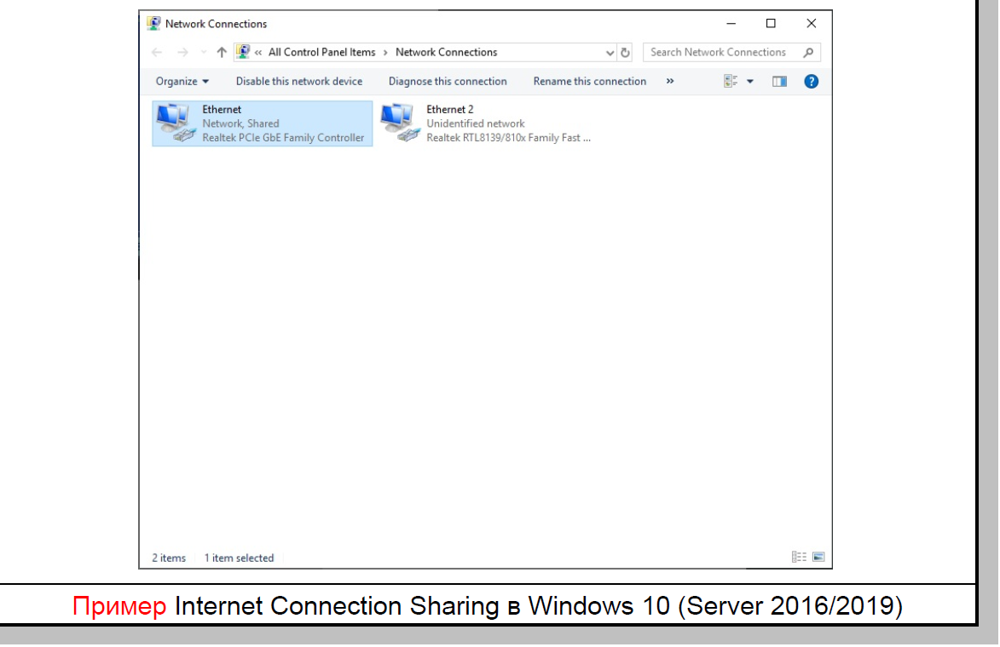 Network Connections
« All Control Panel Items › Network Connections
Search Network Connections
Organize Disable this network device Diagnose this connection Rename this connection »
Ethernet
Network, Shared
Realtek PCIe GbE Family Controller
Ethernet 2
Unidentified network
Realtek RTL8139/810x Family Fast ...
2 items 1 item selected
Пример Internet Connection Sharing в Windows 10 (Server 2016/2019)